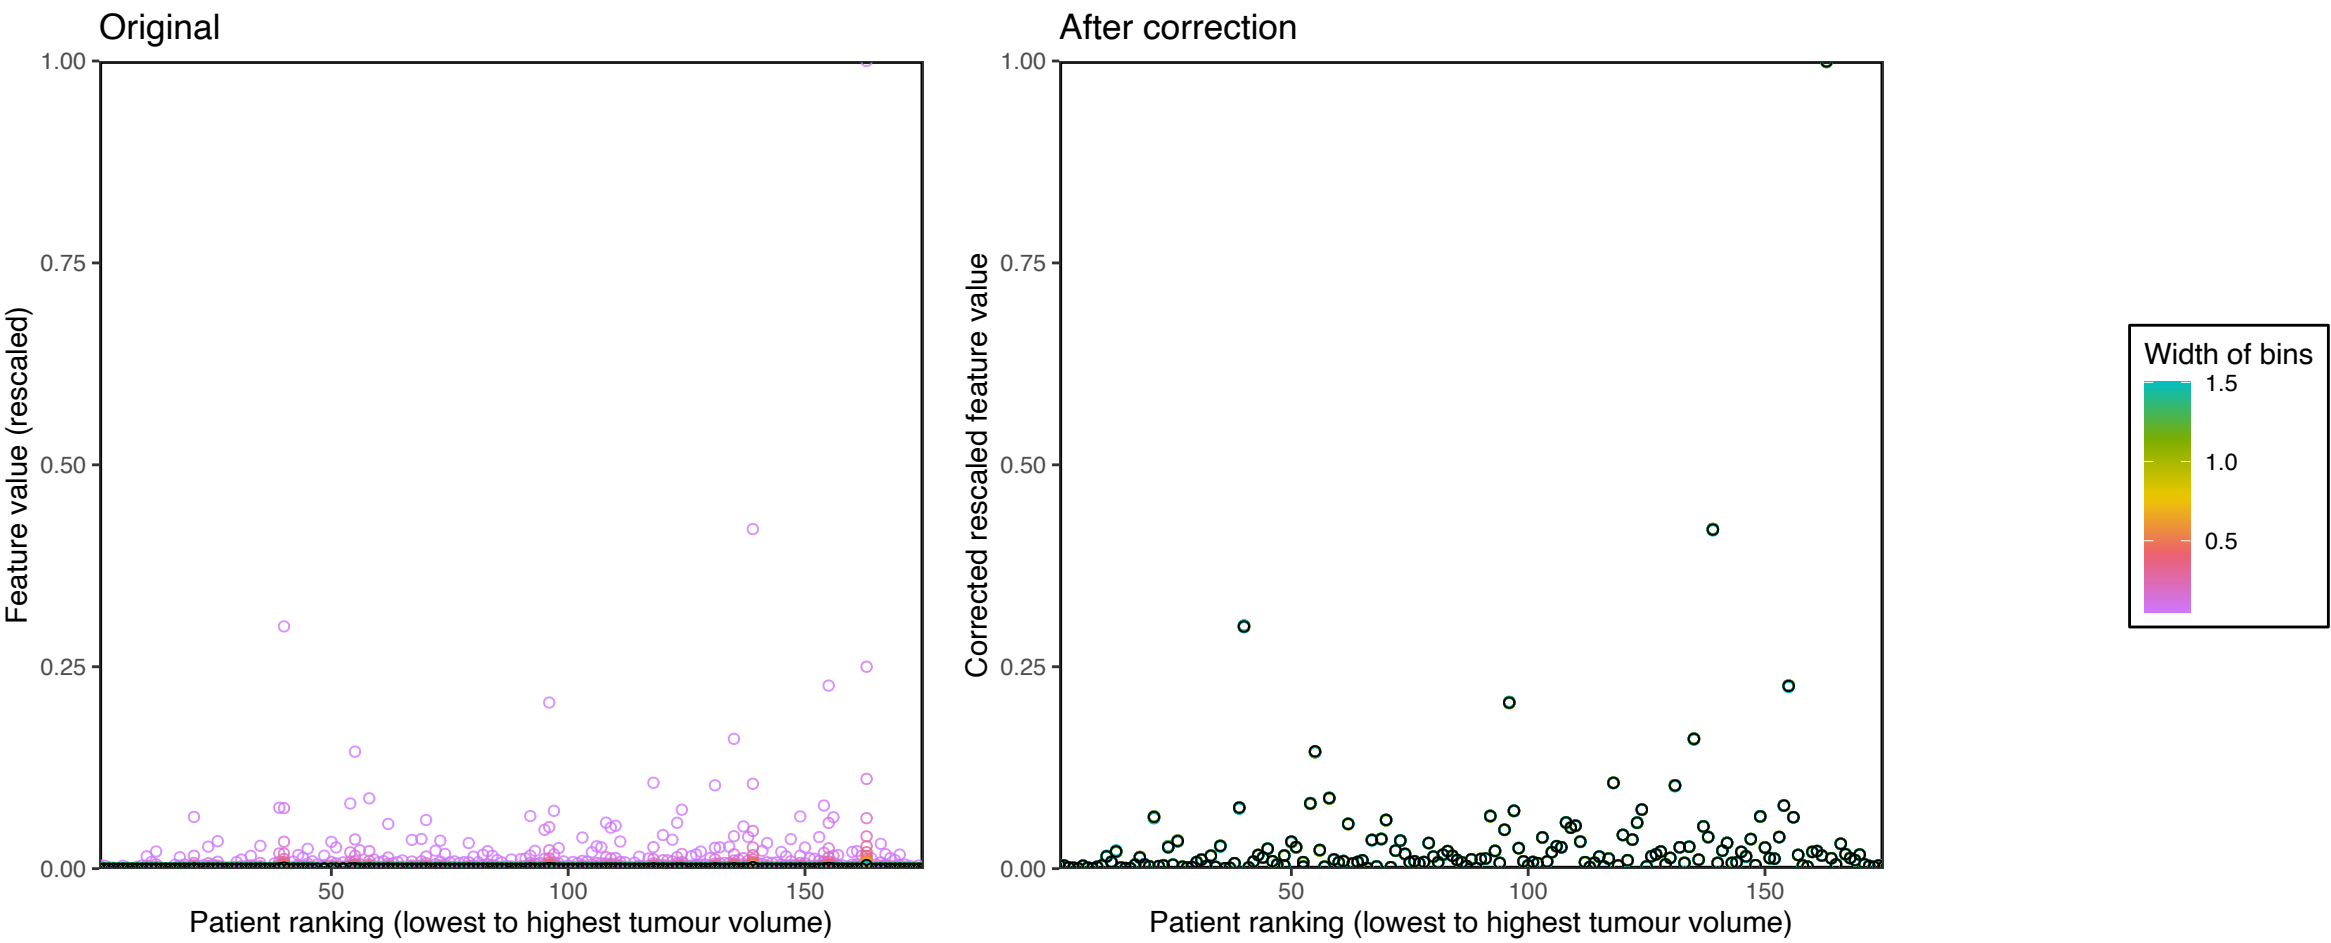 Original
1.00
0.75
0.50
0.25
0.00
50 100 150
Patient ranking (lowest to highest tumour volume)
Feature value (rescaled)
After correction
1.00
0.75
0.50
0.25
0.00
50 100 150
Patient ranking (lowest to highest tumour volume)
Corrected rescaled feature value
Width of bins
1.5
1.0
0.5